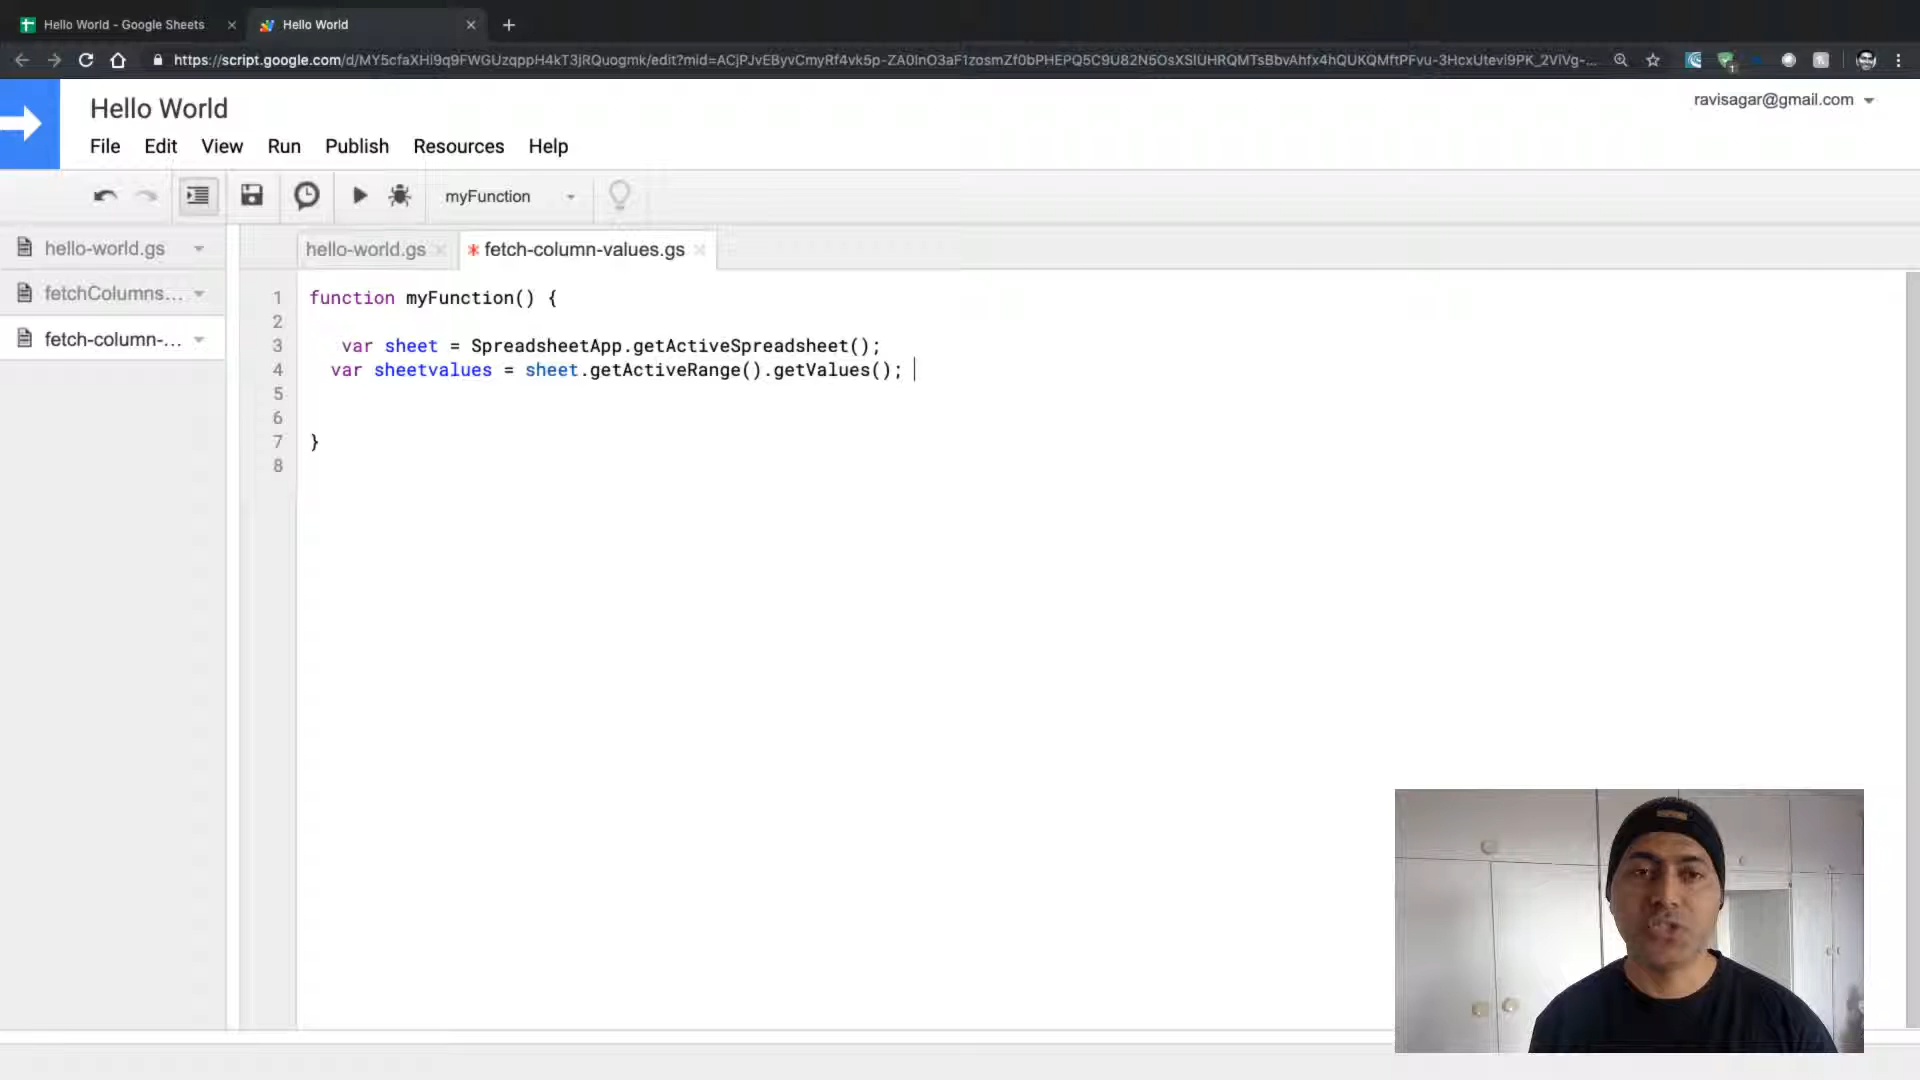 Hello World - Google Sheets
Hello World
Hello World
ravisagar@gmail.com
File Edit View Run Publish Resources Help
myFunction
hello-world.gs
fetchColumns...
fetch-column-...
hello-world.gs
* fetch-column-values.gs
1 function myFunction() {
2
3 var sheet = SpreadsheetApp.getActiveSpreadsheet();
4 var sheetvalues = sheet.getActiveRange().getValues();
5
6
7 }
8